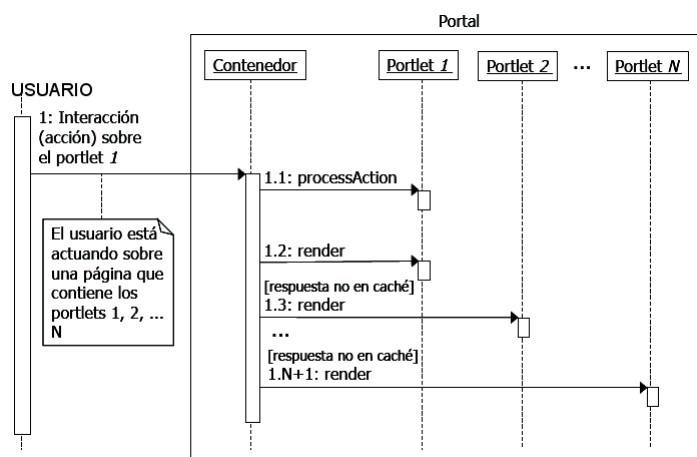 Portal
Contenedor
Portlet 1
Portlet 2
...
Portlet N
USUARIO
1: Interacción
(acción) sobre
el portlet 1
1.1: processAction
El usuario está
actuando sobre
una página que
contiene los
portlets 1, 2, ...
N
1.2: render
[respuesta no en caché]
1.3: render
...
[respuesta no en caché]
1.N+1: render